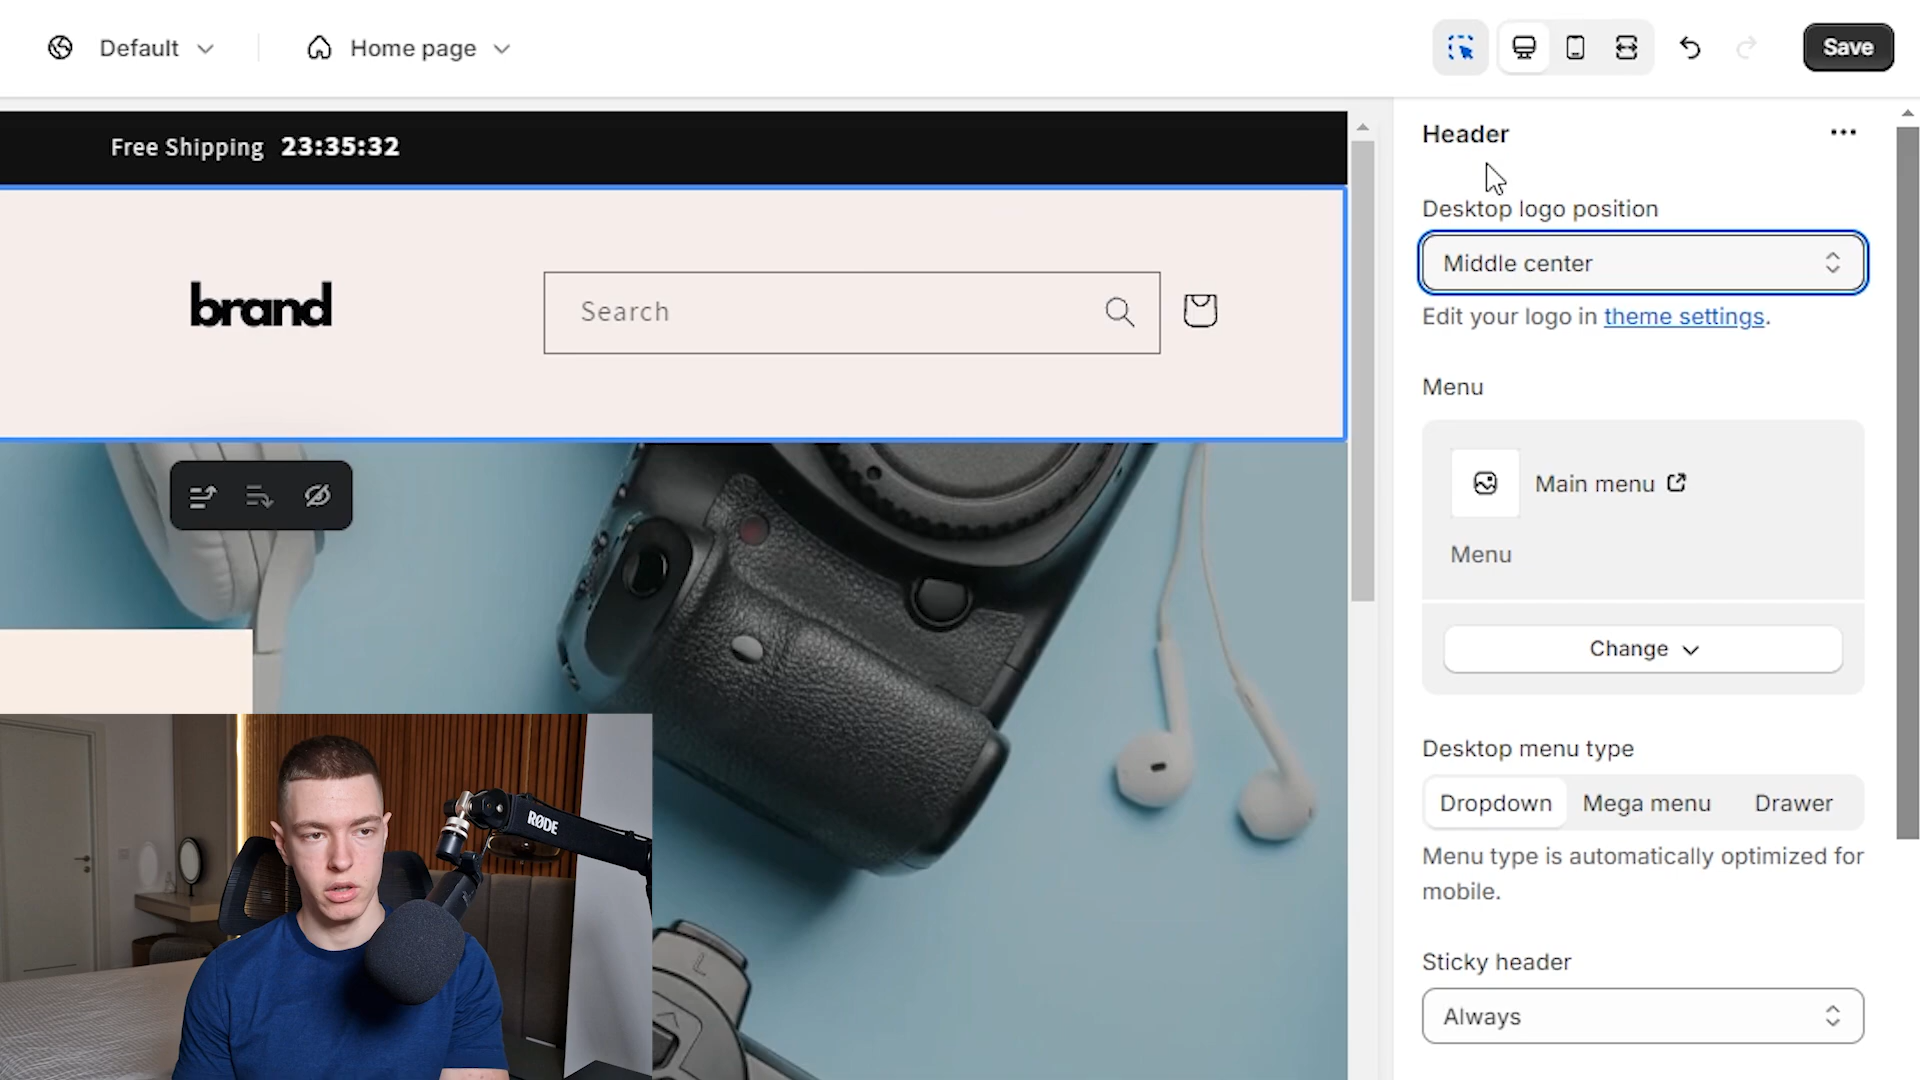 Default
Home page
Save
Free Shipping 23:35:32
brand
Search
Header
Desktop logo position
Middle center
Edit your logo in theme settings.
Menu
Main menu
Menu
Change
Desktop menu type
Dropdown
Mega menu
Drawer
Menu type is automatically optimized for
mobile.
Sticky header
Always
RØDE
L